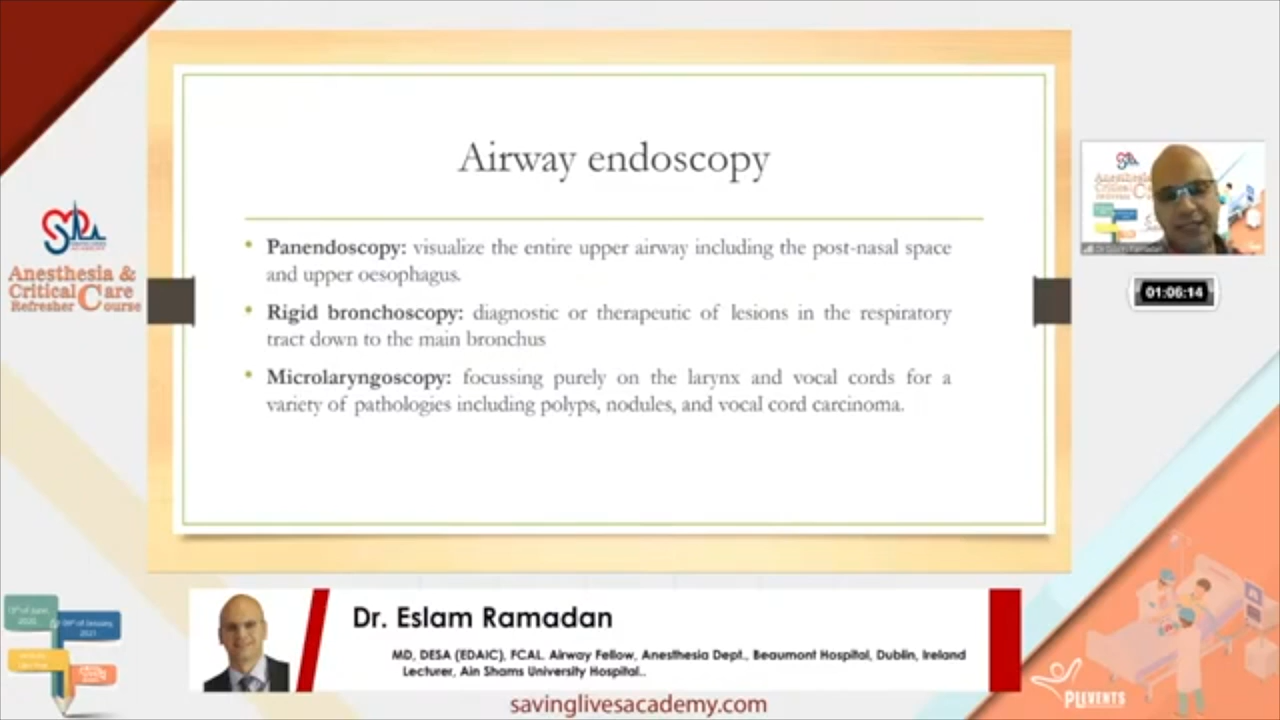 Airway endoscopy
• Panendoscopy: visualize the entire upper airway including the post-nasal space
and upper oesophagus.
• Rigid bronchoscopy: diagnostic or therapeutic of lesions in the respiratory
tract down to the main bronchus
• Microlaryngoscopy: focussing purely on the larynx and vocal cords for a
variety of pathologies including polyps, nodules, and vocal cord carcinoma.
Anesthesia &
Critical Care
Refresher Course
01:06:14
Dr. Eslam Ramadan
MD, DESA (EDAIC), FCAI, Airway Fellow, Anesthesia Dept., Beaumont Hospital, Dublin, Ireland
Lecturer, Ain Shams University Hospital..
savinglivesacademy.com
PLEVENTS